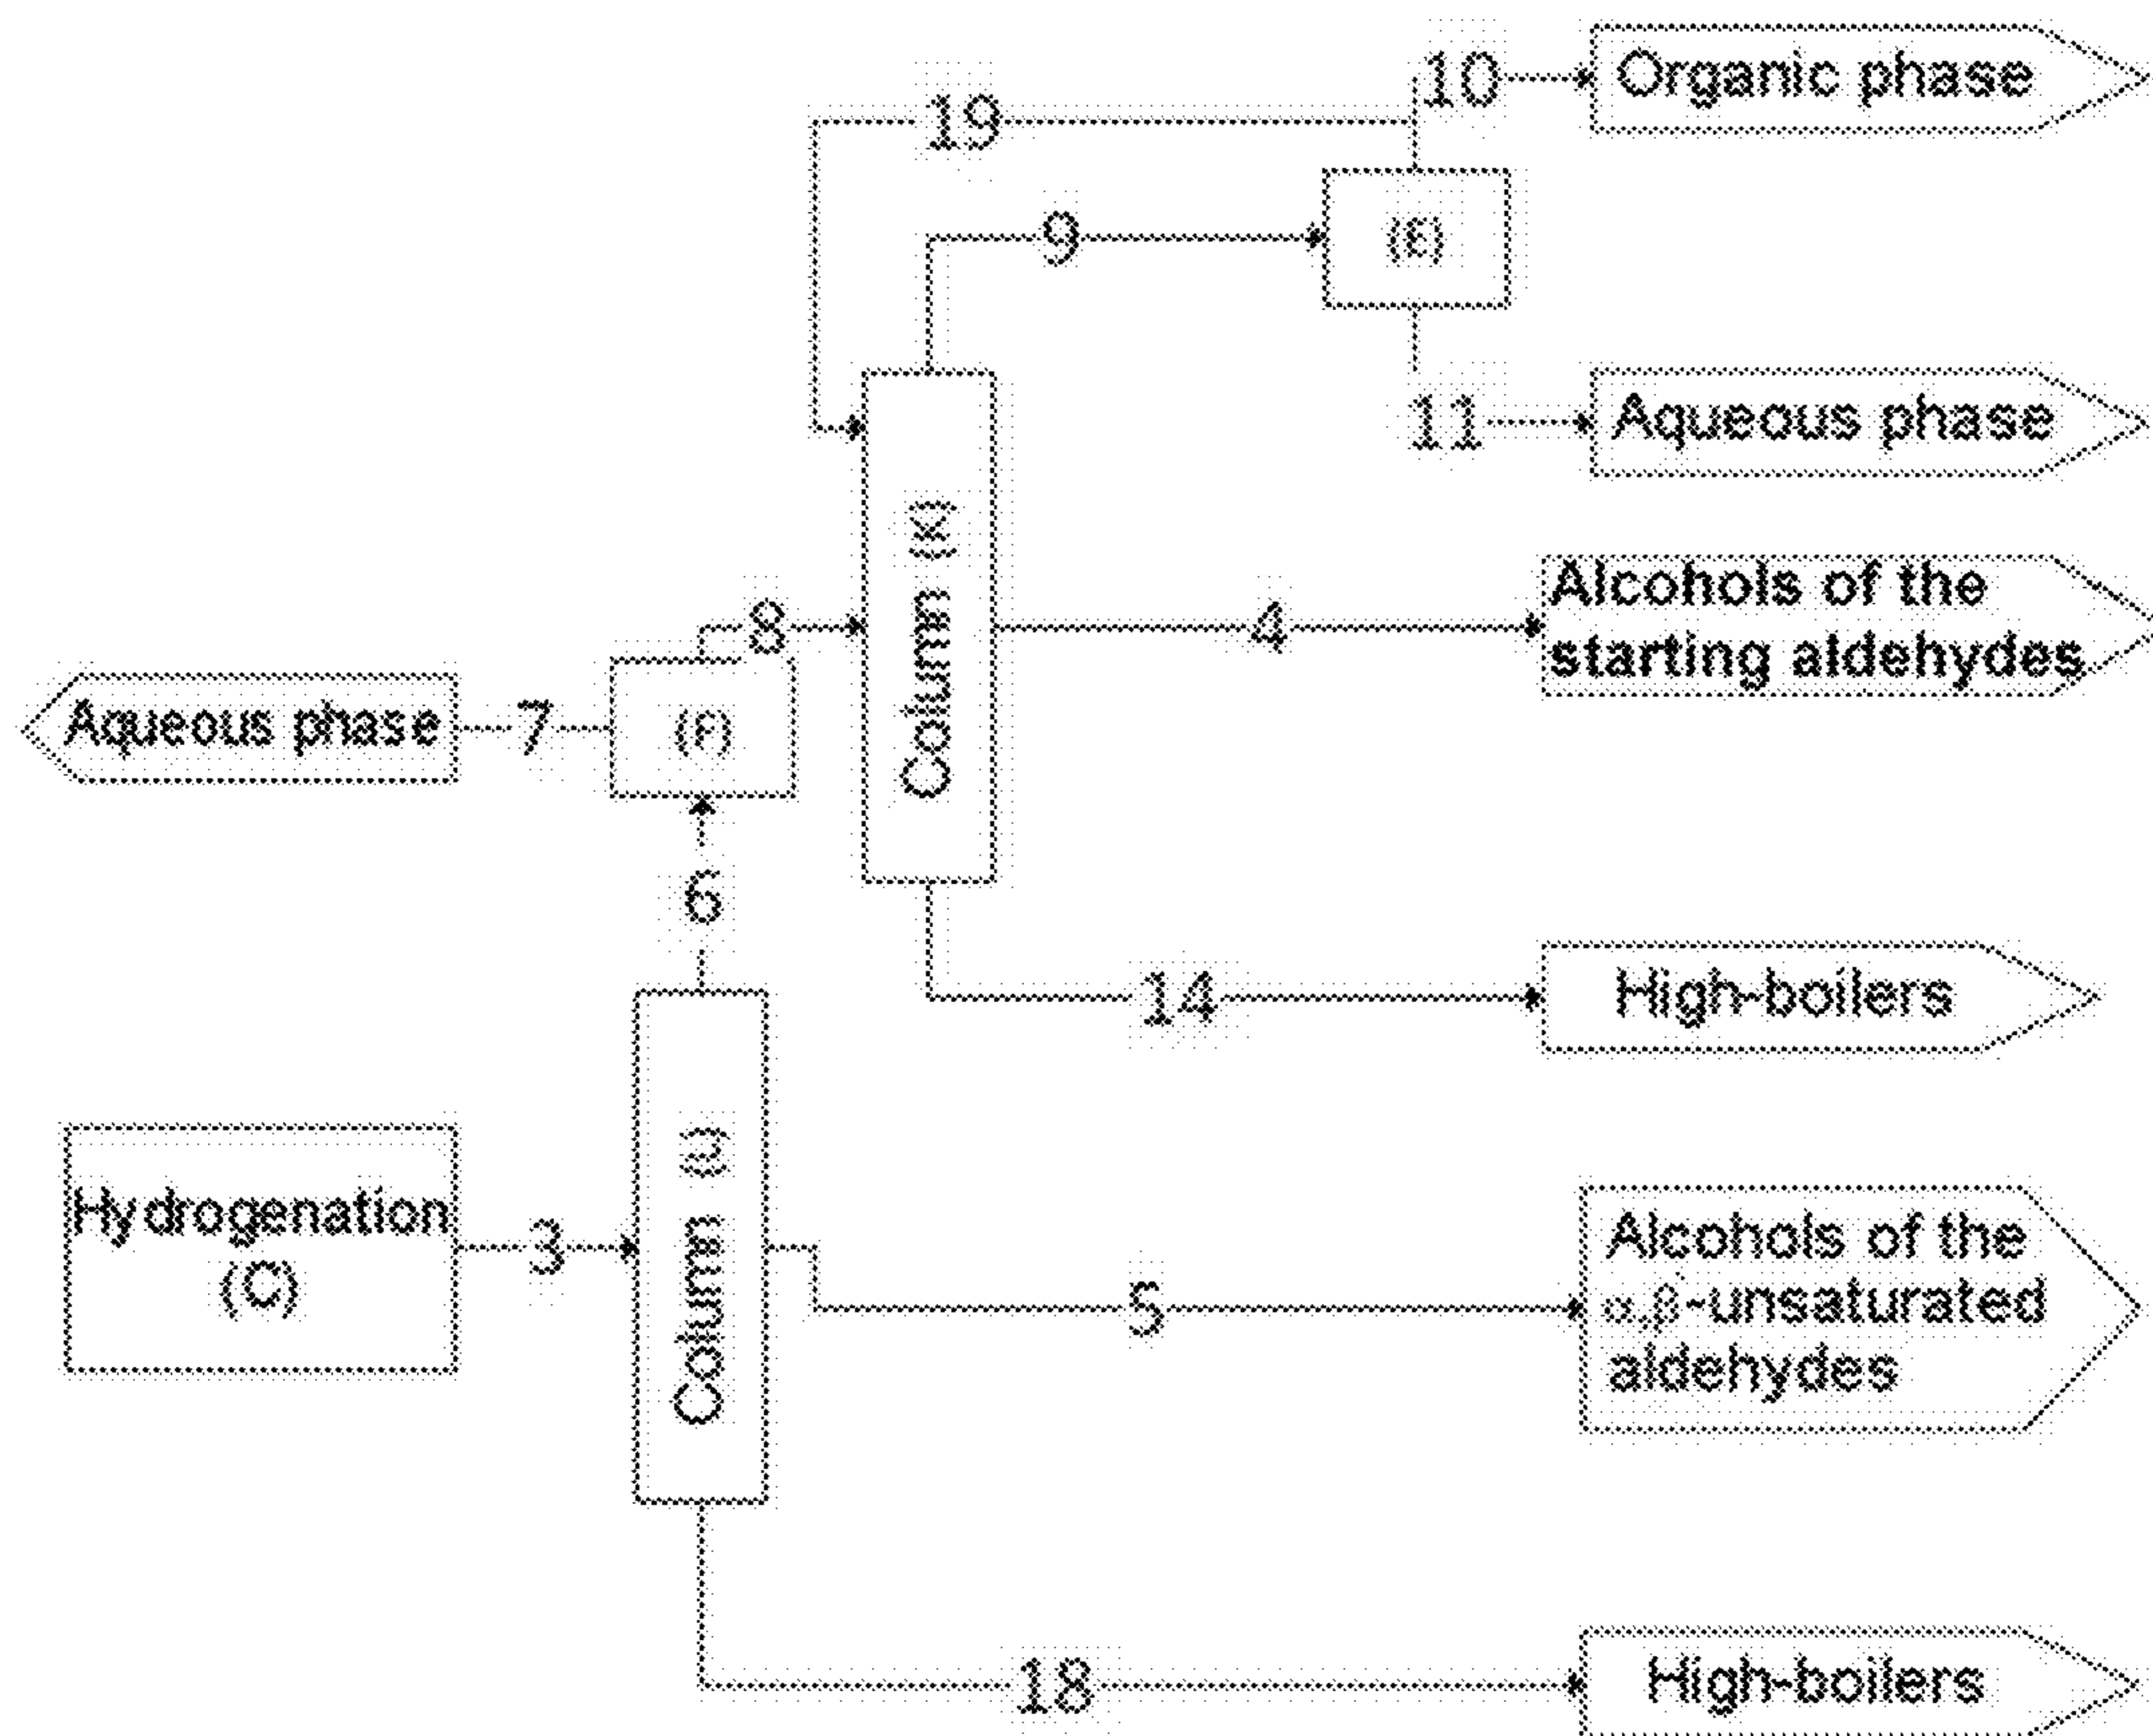 10
Organic phase
19
9
(E)
11
Aqueous phase
Column (K)
8
4
Alcohols of the
starting aldehydes
Aqueous phase
7
(F)
6
14
High-boilers
Hydrogenation
(C)
3
Column
5
Alcohols of the
α,β-unsaturated
aldehydes
18
High-boilers